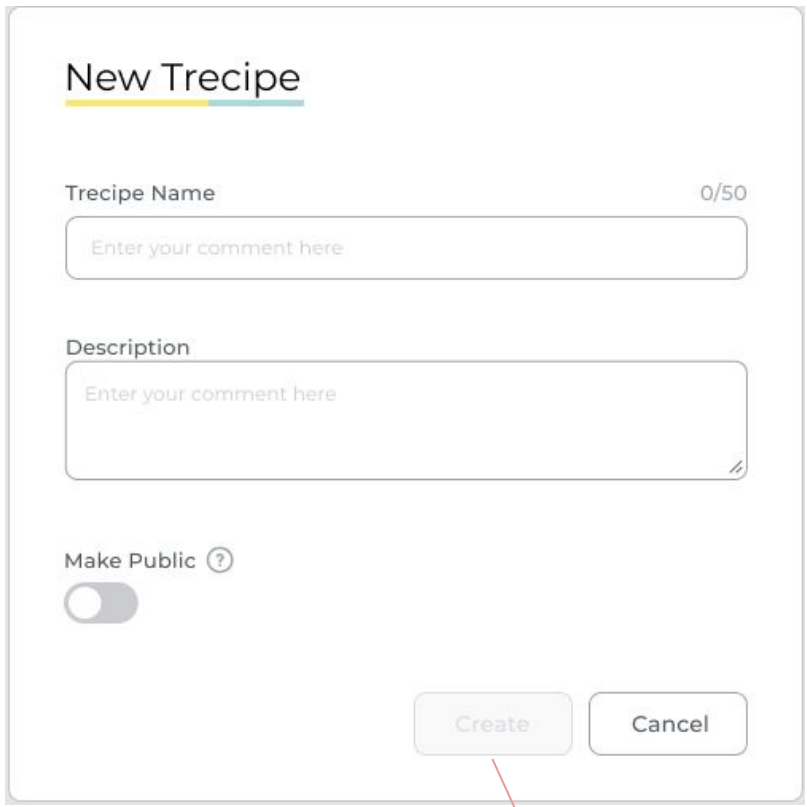 New Trecipe
Trecipe Name 0/50
Enter your comment here
Description
Enter your comment here
Make Public ?
Create Cancel